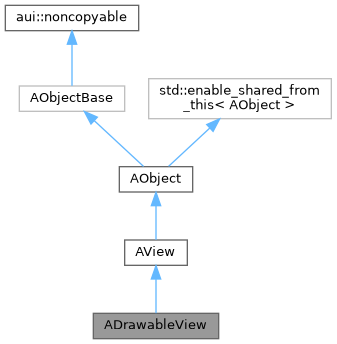 aui::noncopyable
AObjectBase
std::enable_shared_from
_this< AObject >
AObject
AView
ADrawableView